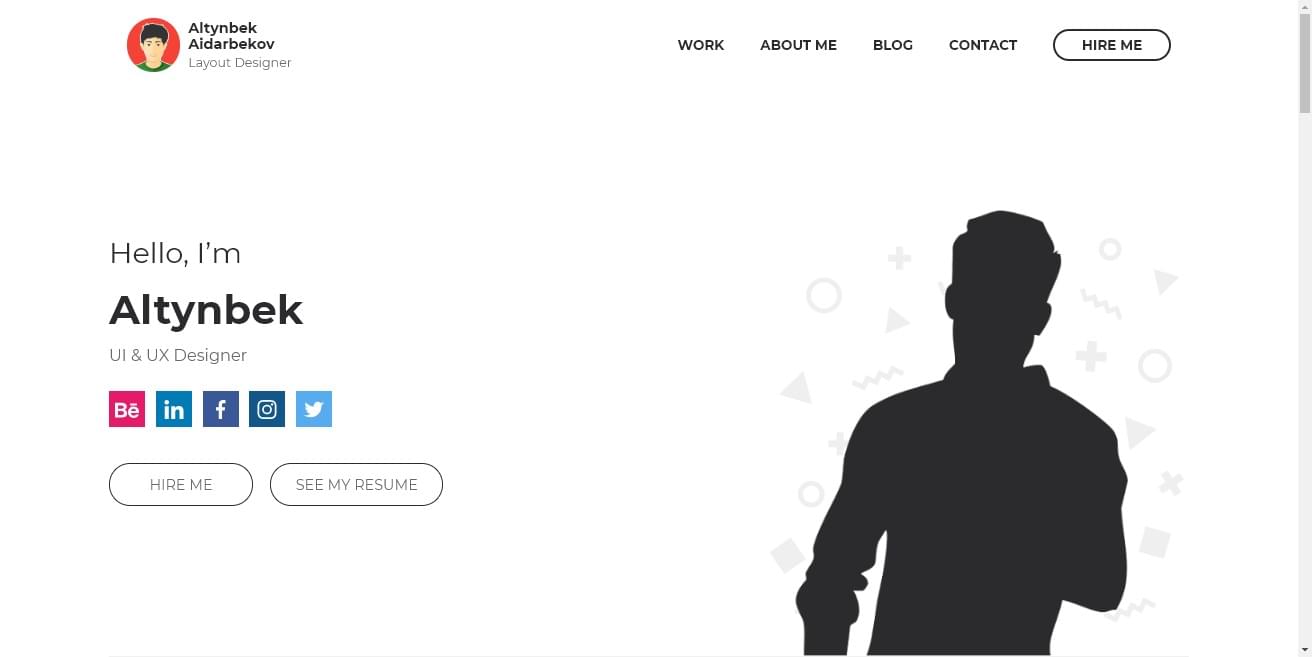 Altynbek
Aidarbekov
Layout Designer
WORK ABOUT ME BLOG CONTACT HIRE ME
Hello, I’m
Altynbek
UI & UX Designer
Bē in f
HIRE ME SEE MY RESUME